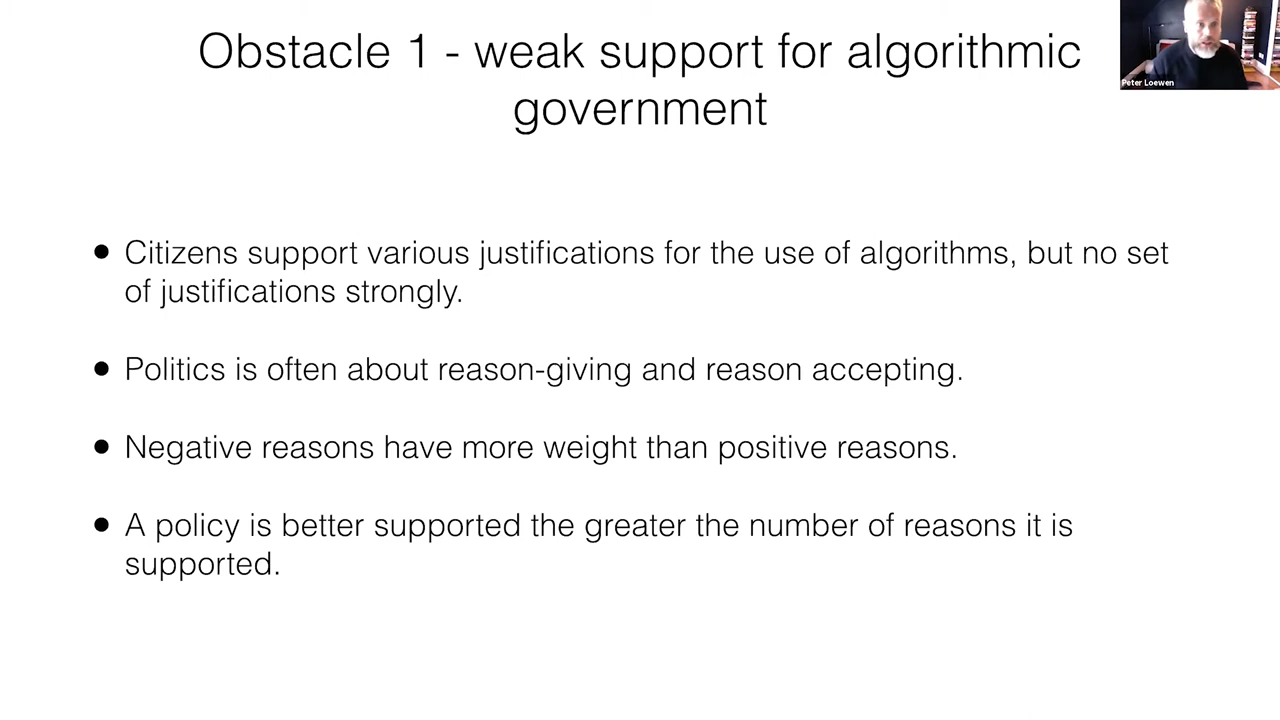 Obstacle 1 - weak support for algorithmic
government
Peter Loewen
• Citizens support various justifications for the use of algorithms, but no set
of justifications strongly.
• Politics is often about reason-giving and reason accepting.
• Negative reasons have more weight than positive reasons.
• A policy is better supported the greater the number of reasons it is
supported.